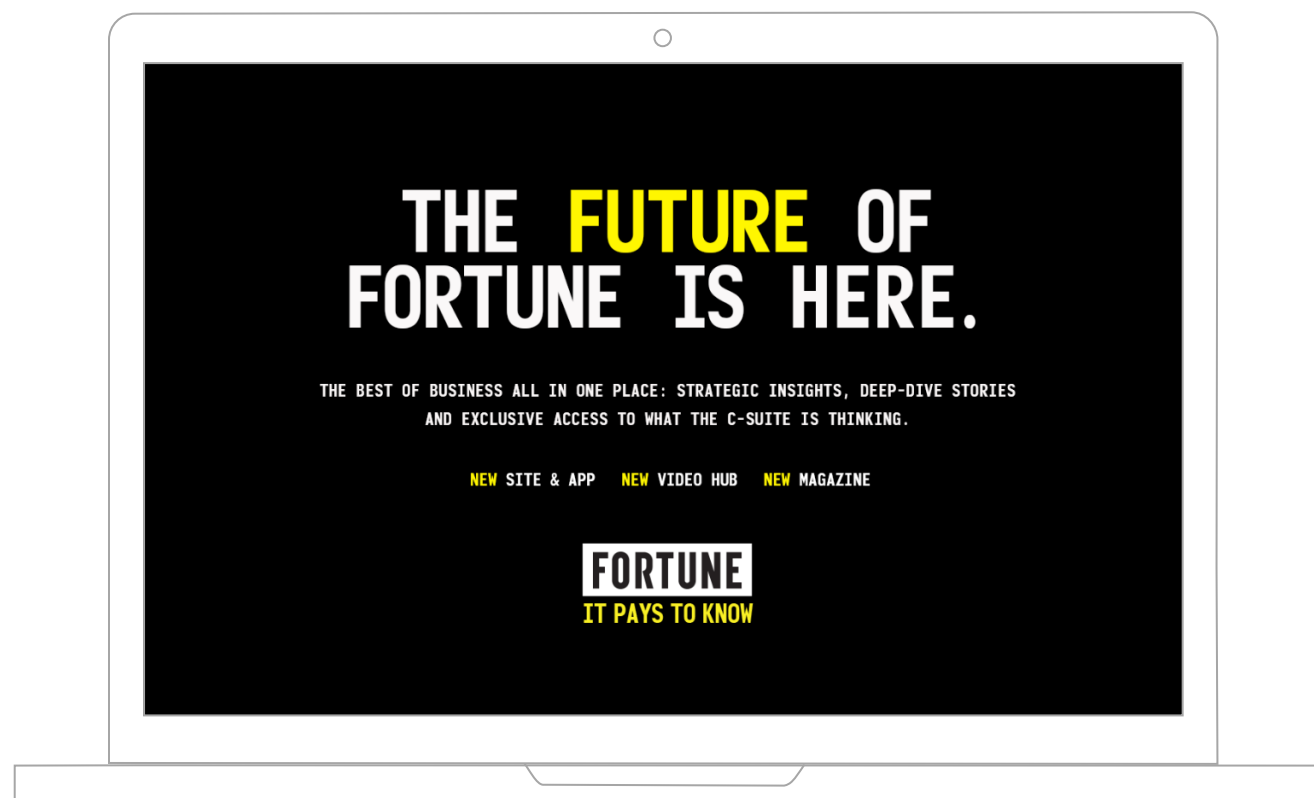 THE FUTURE OF
FORTUNE IS HERE.
THE BEST OF BUSINESS ALL IN ONE PLACE: STRATEGIC INSIGHTS, DEEP-DIVE STORIES
AND EXCLUSIVE ACCESS TO WHAT THE C-SUITE IS THINKING.
NEW SITE & APP NEW VIDEO HUB NEW MAGAZINE
FORTUNE
IT PAYS TO KNOW